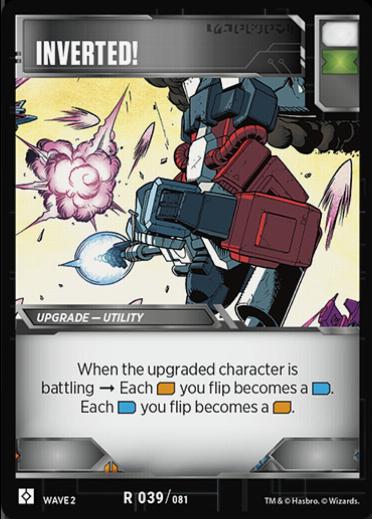 INVERTED!
UPGRADE — UTILITY
When the upgraded character is
battling → Each you flip becomes a .
Each you flip becomes a .
WAVE 2
R 039/081
TM & © Hasbro. © Wizards.